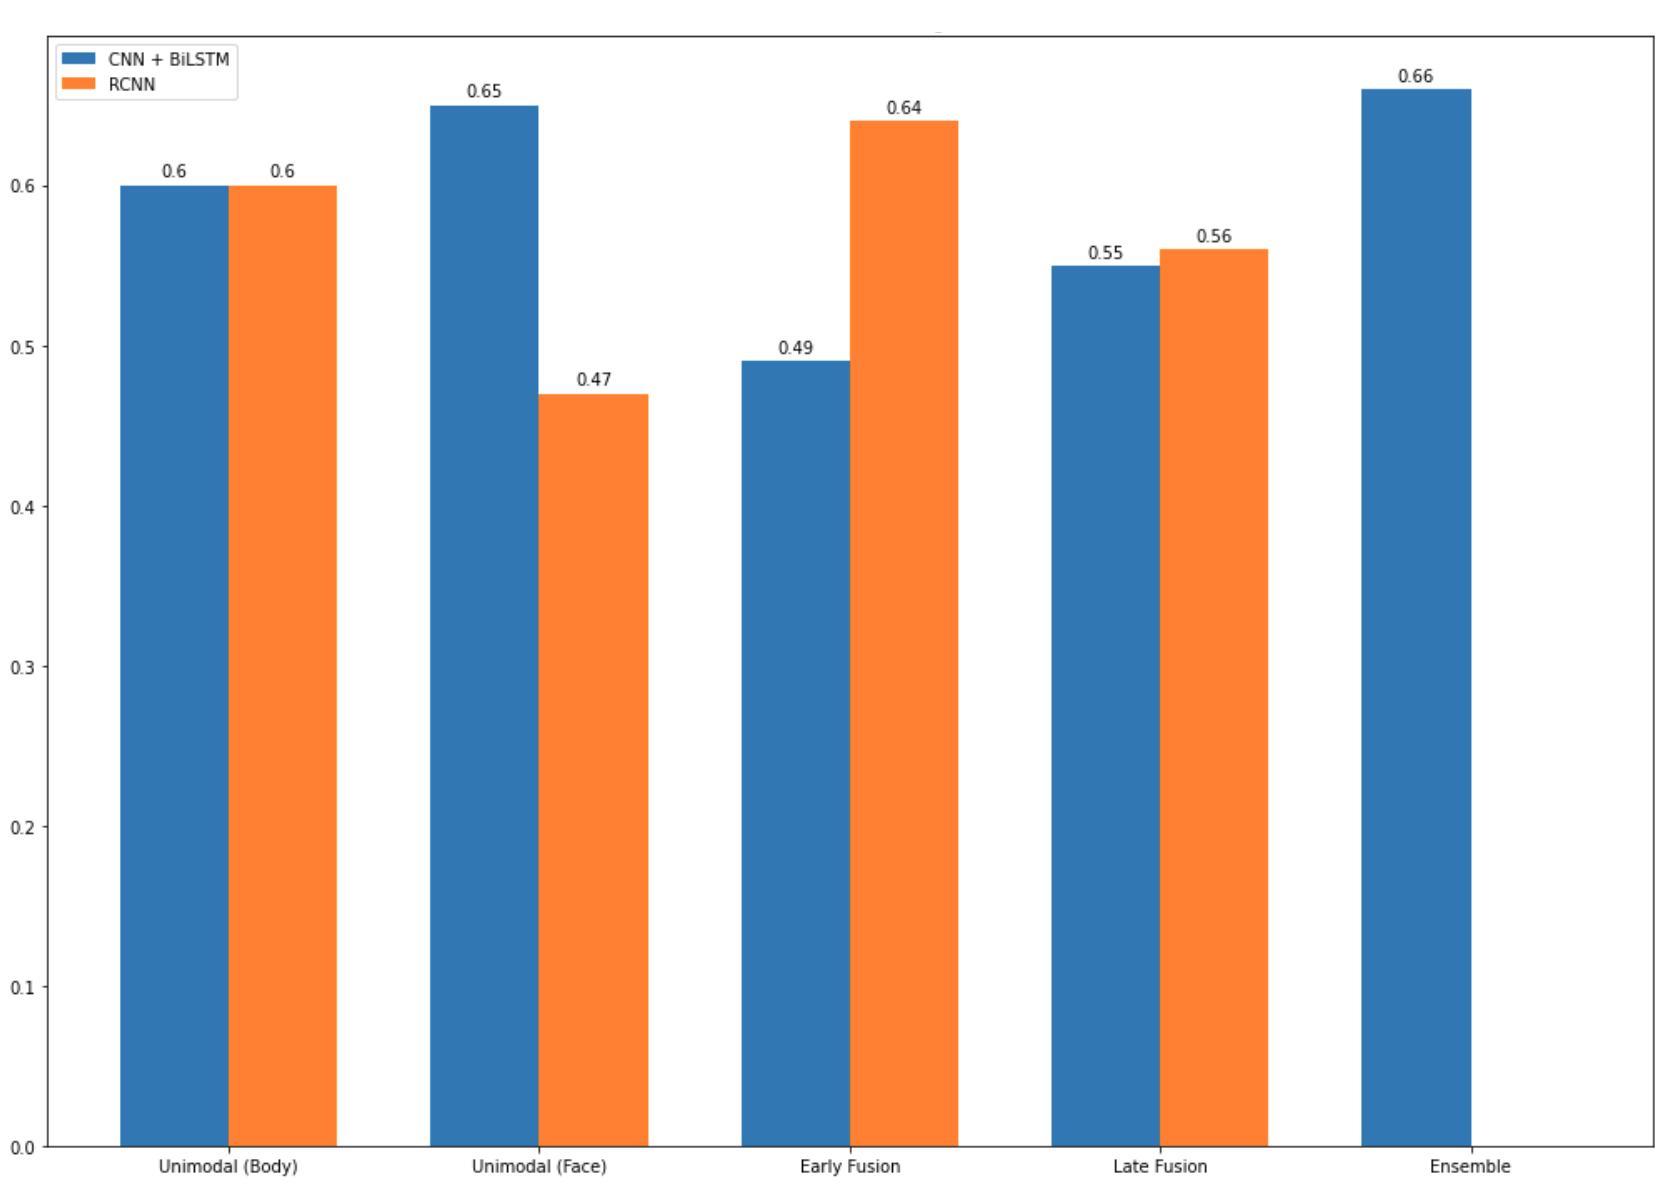 CNN + BiLSTM
RCNN
0.6
0.6
0.65
0.47
0.49
0.64
0.55
0.56
0.66
0.6
0.5
0.4
0.3
0.2
0.1
0.0
Unimodal (Body)
Unimodal (Face)
Early Fusion
Late Fusion
Ensemble